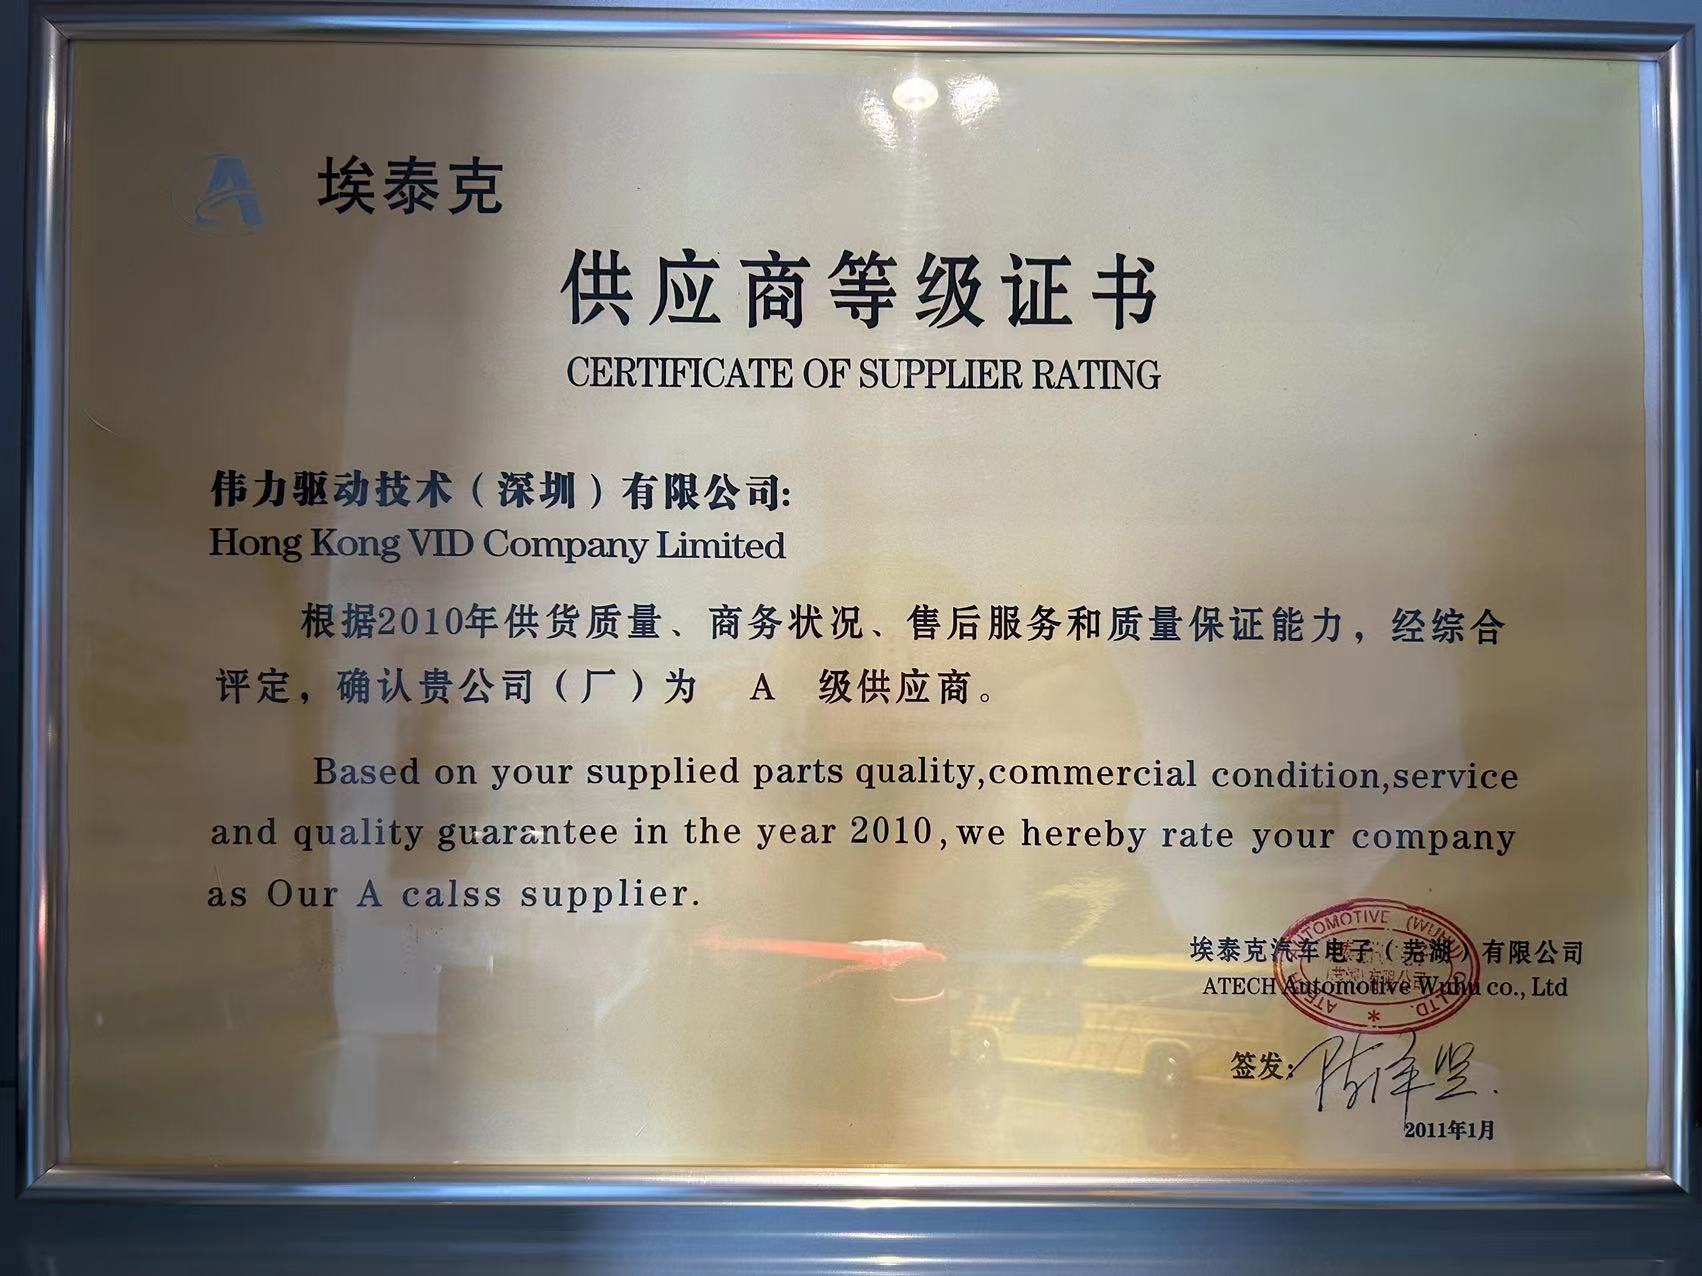 埃泰克
供应商等级证书
CERTIFICATE OF SUPPLIER RATING
伟力驱动技术（深圳）有限公司:
Hong Kong VID Company Limited
根据2010年供货质量、商务状况、售后服务和质量保证能力，经综合
评定，确认贵公司（厂）为 A 级供应商。
Based on your supplied parts quality,commercial condition,service
and quality guarantee in the year 2010,we hereby rate your company
as Our A calss supplier.
埃泰克汽车电子（芜湖）有限公司
ATECH Automotive Wuhu co., Ltd
签发:
2011年1月